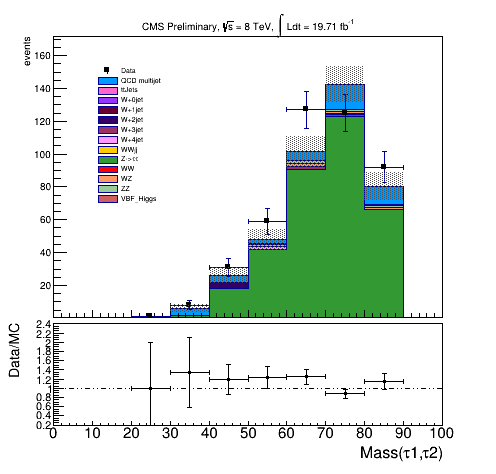 CMS Preliminary, √s = 8 TeV, ∫ Ldt = 19.71 fb⁻¹
events
160
140
120
100
80
60
40
20
Data
QCD multijet
ttJets
W+0jet
W+1jet
W+2jet
W+3jet
W+4jet
WWjj
Z->ττ
WW
WZ
ZZ
VBF_Higgs
Data/MC
2.4
2.2
2
1.8
1.6
1.4
1.2
1
0.8
0.6
0.4
0.2
0 10 20 30 40 50 60 70 80 90 100
Mass(τ1,τ2)